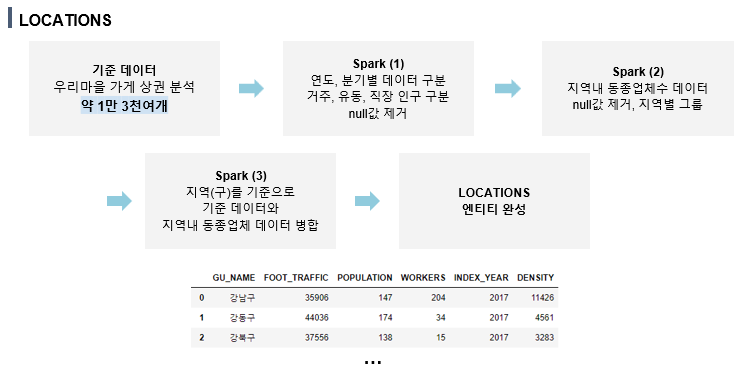 LOCATIONS
기준 데이터
우리마을 가게 상권 분석
약 1만 3천여개
Spark (1)
연도, 분기별 데이터 구분
거주, 유동, 직장 인구 구분
null값 제거
Spark (2)
지역내 동종업체수 데이터
null값 제거, 지역별 그룹
Spark (3)
지역(구)를 기준으로
기준 데이터와
지역내 동종업체 데이터 병합
LOCATIONS
엔티티 완성
GU_NAME FOOT_TRAFFIC POPULATION WORKERS INDEX_YEAR DENSITY
0 강남구 35906 147 204 2017 11426
1 강동구 44036 174 34 2017 4561
2 강북구 37556 138 15 2017 3283
...